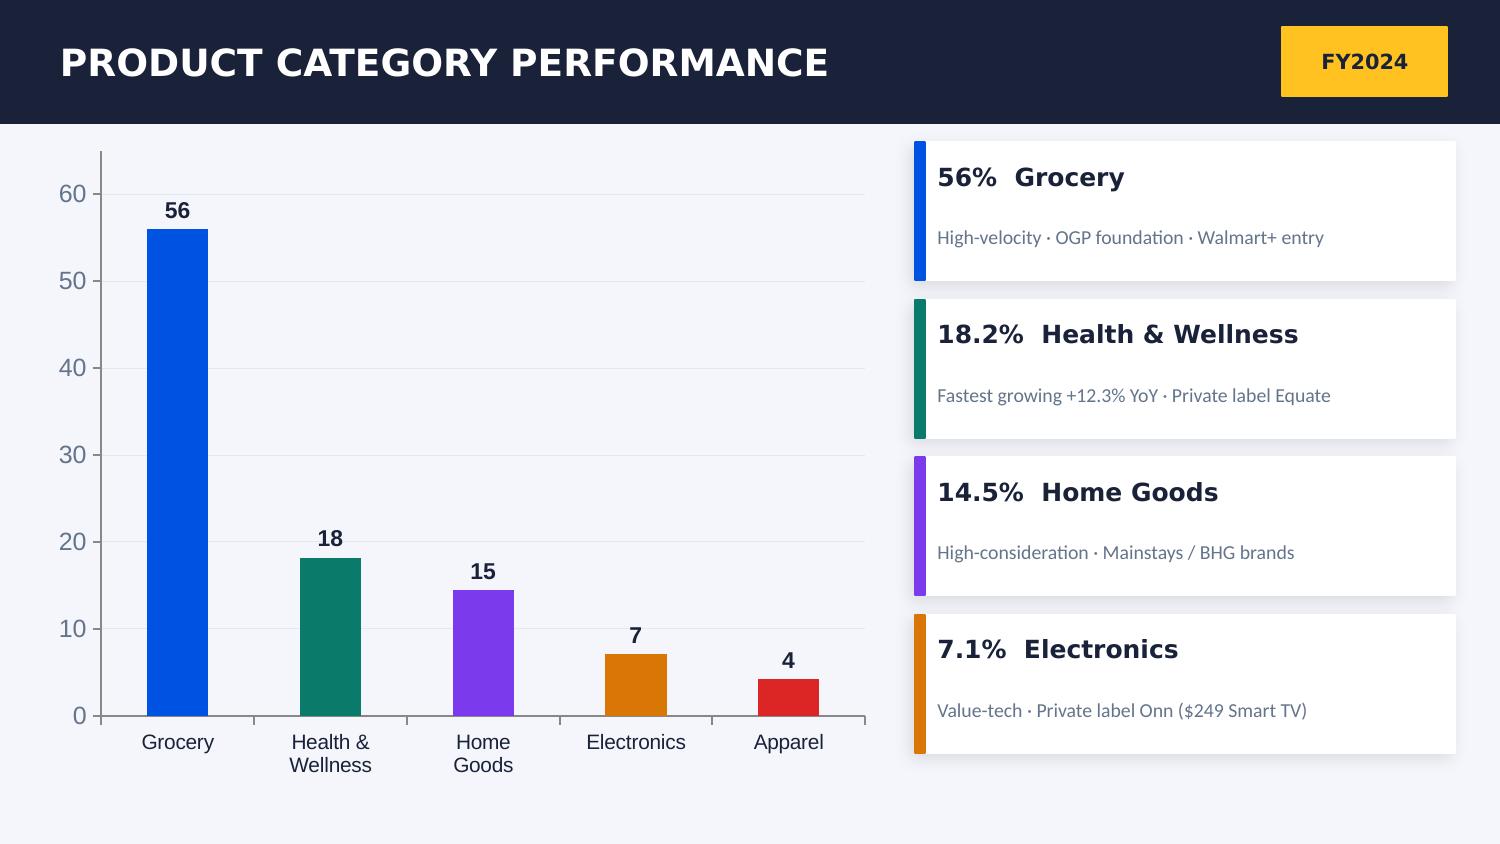 PRODUCT CATEGORY PERFORMANCE
FY2024
60
50
40
30
20
10
0
56
18
15
7
4
Grocery
Health &
Wellness
Home
Goods
Electronics
Apparel
56%  Grocery
High-velocity · OGP foundation · Walmart+ entry
18.2%  Health & Wellness
Fastest growing +12.3% YoY · Private label Equate
14.5%  Home Goods
High-consideration · Mainstays / BHG brands
7.1%  Electronics
Value-tech · Private label Onn ($249 Smart TV)